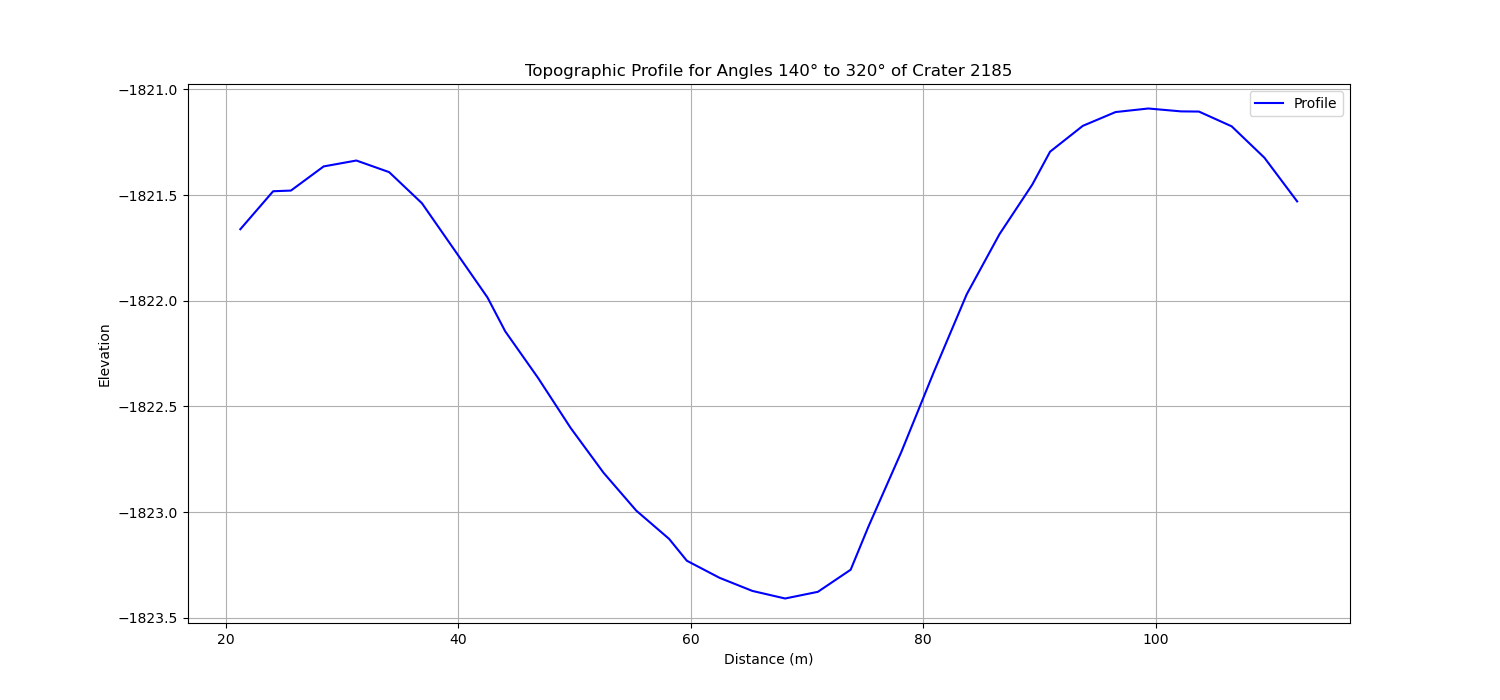 Topographic Profile for Angles 140° to 320° of Crater 2185
Profile
−1821.0
−1821.5
−1822.0
−1822.5
−1823.0
−1823.5
Elevation
20 40 60 80 100
Distance (m)